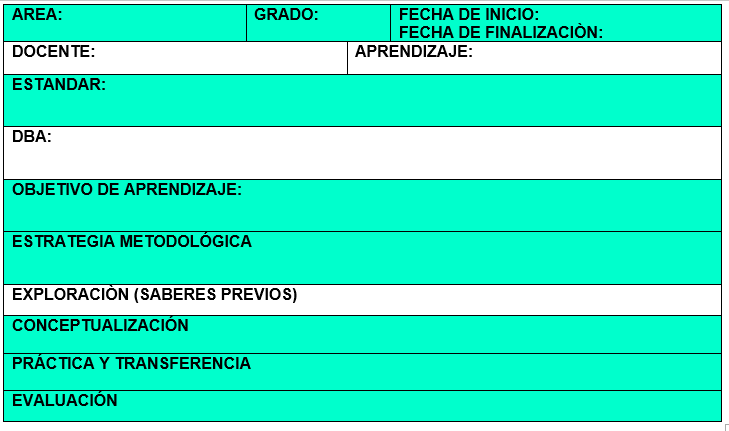 AREA:
GRADO:
FECHA DE INICIO:
FECHA DE FINALIZACIÒN:
DOCENTE:
APRENDIZAJE:
ESTANDAR:
DBA:
OBJETIVO DE APRENDIZAJE:
ESTRATEGIA METODOLÓGICA
EXPLORACIÒN (SABERES PREVIOS)
CONCEPTUALIZACIÓN
PRÁCTICA Y TRANSFERENCIA
EVALUACIÓN